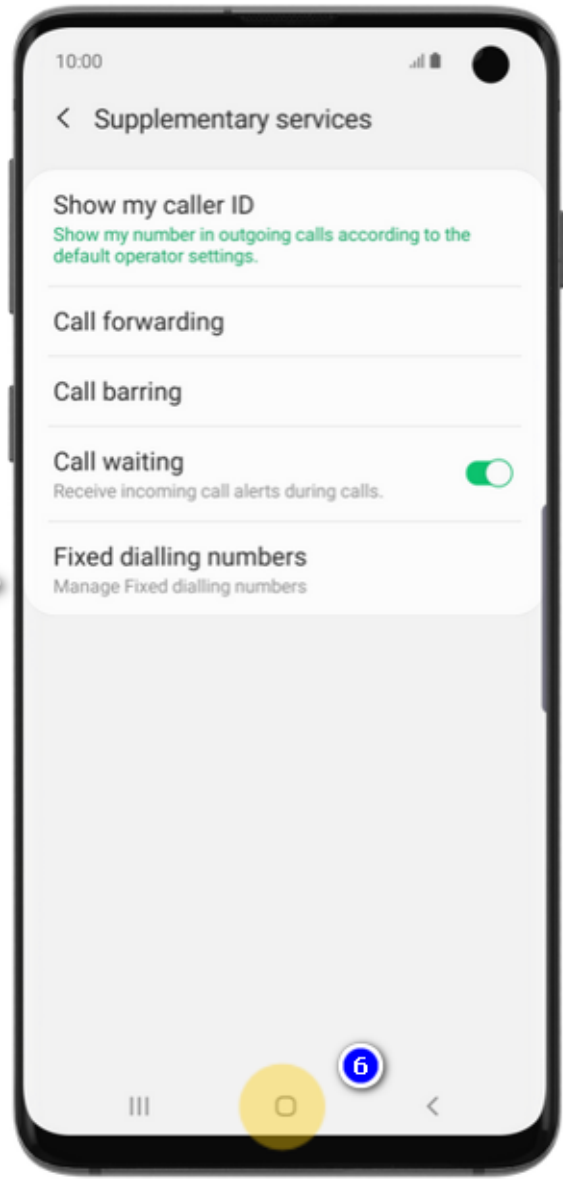 10:00
Supplementary services
Show my caller ID
Show my number in outgoing calls according to the
default operator settings.
Call forwarding
Call barring
Call waiting
Receive incoming call alerts during calls.
Fixed dialling numbers
Manage Fixed dialling numbers
6